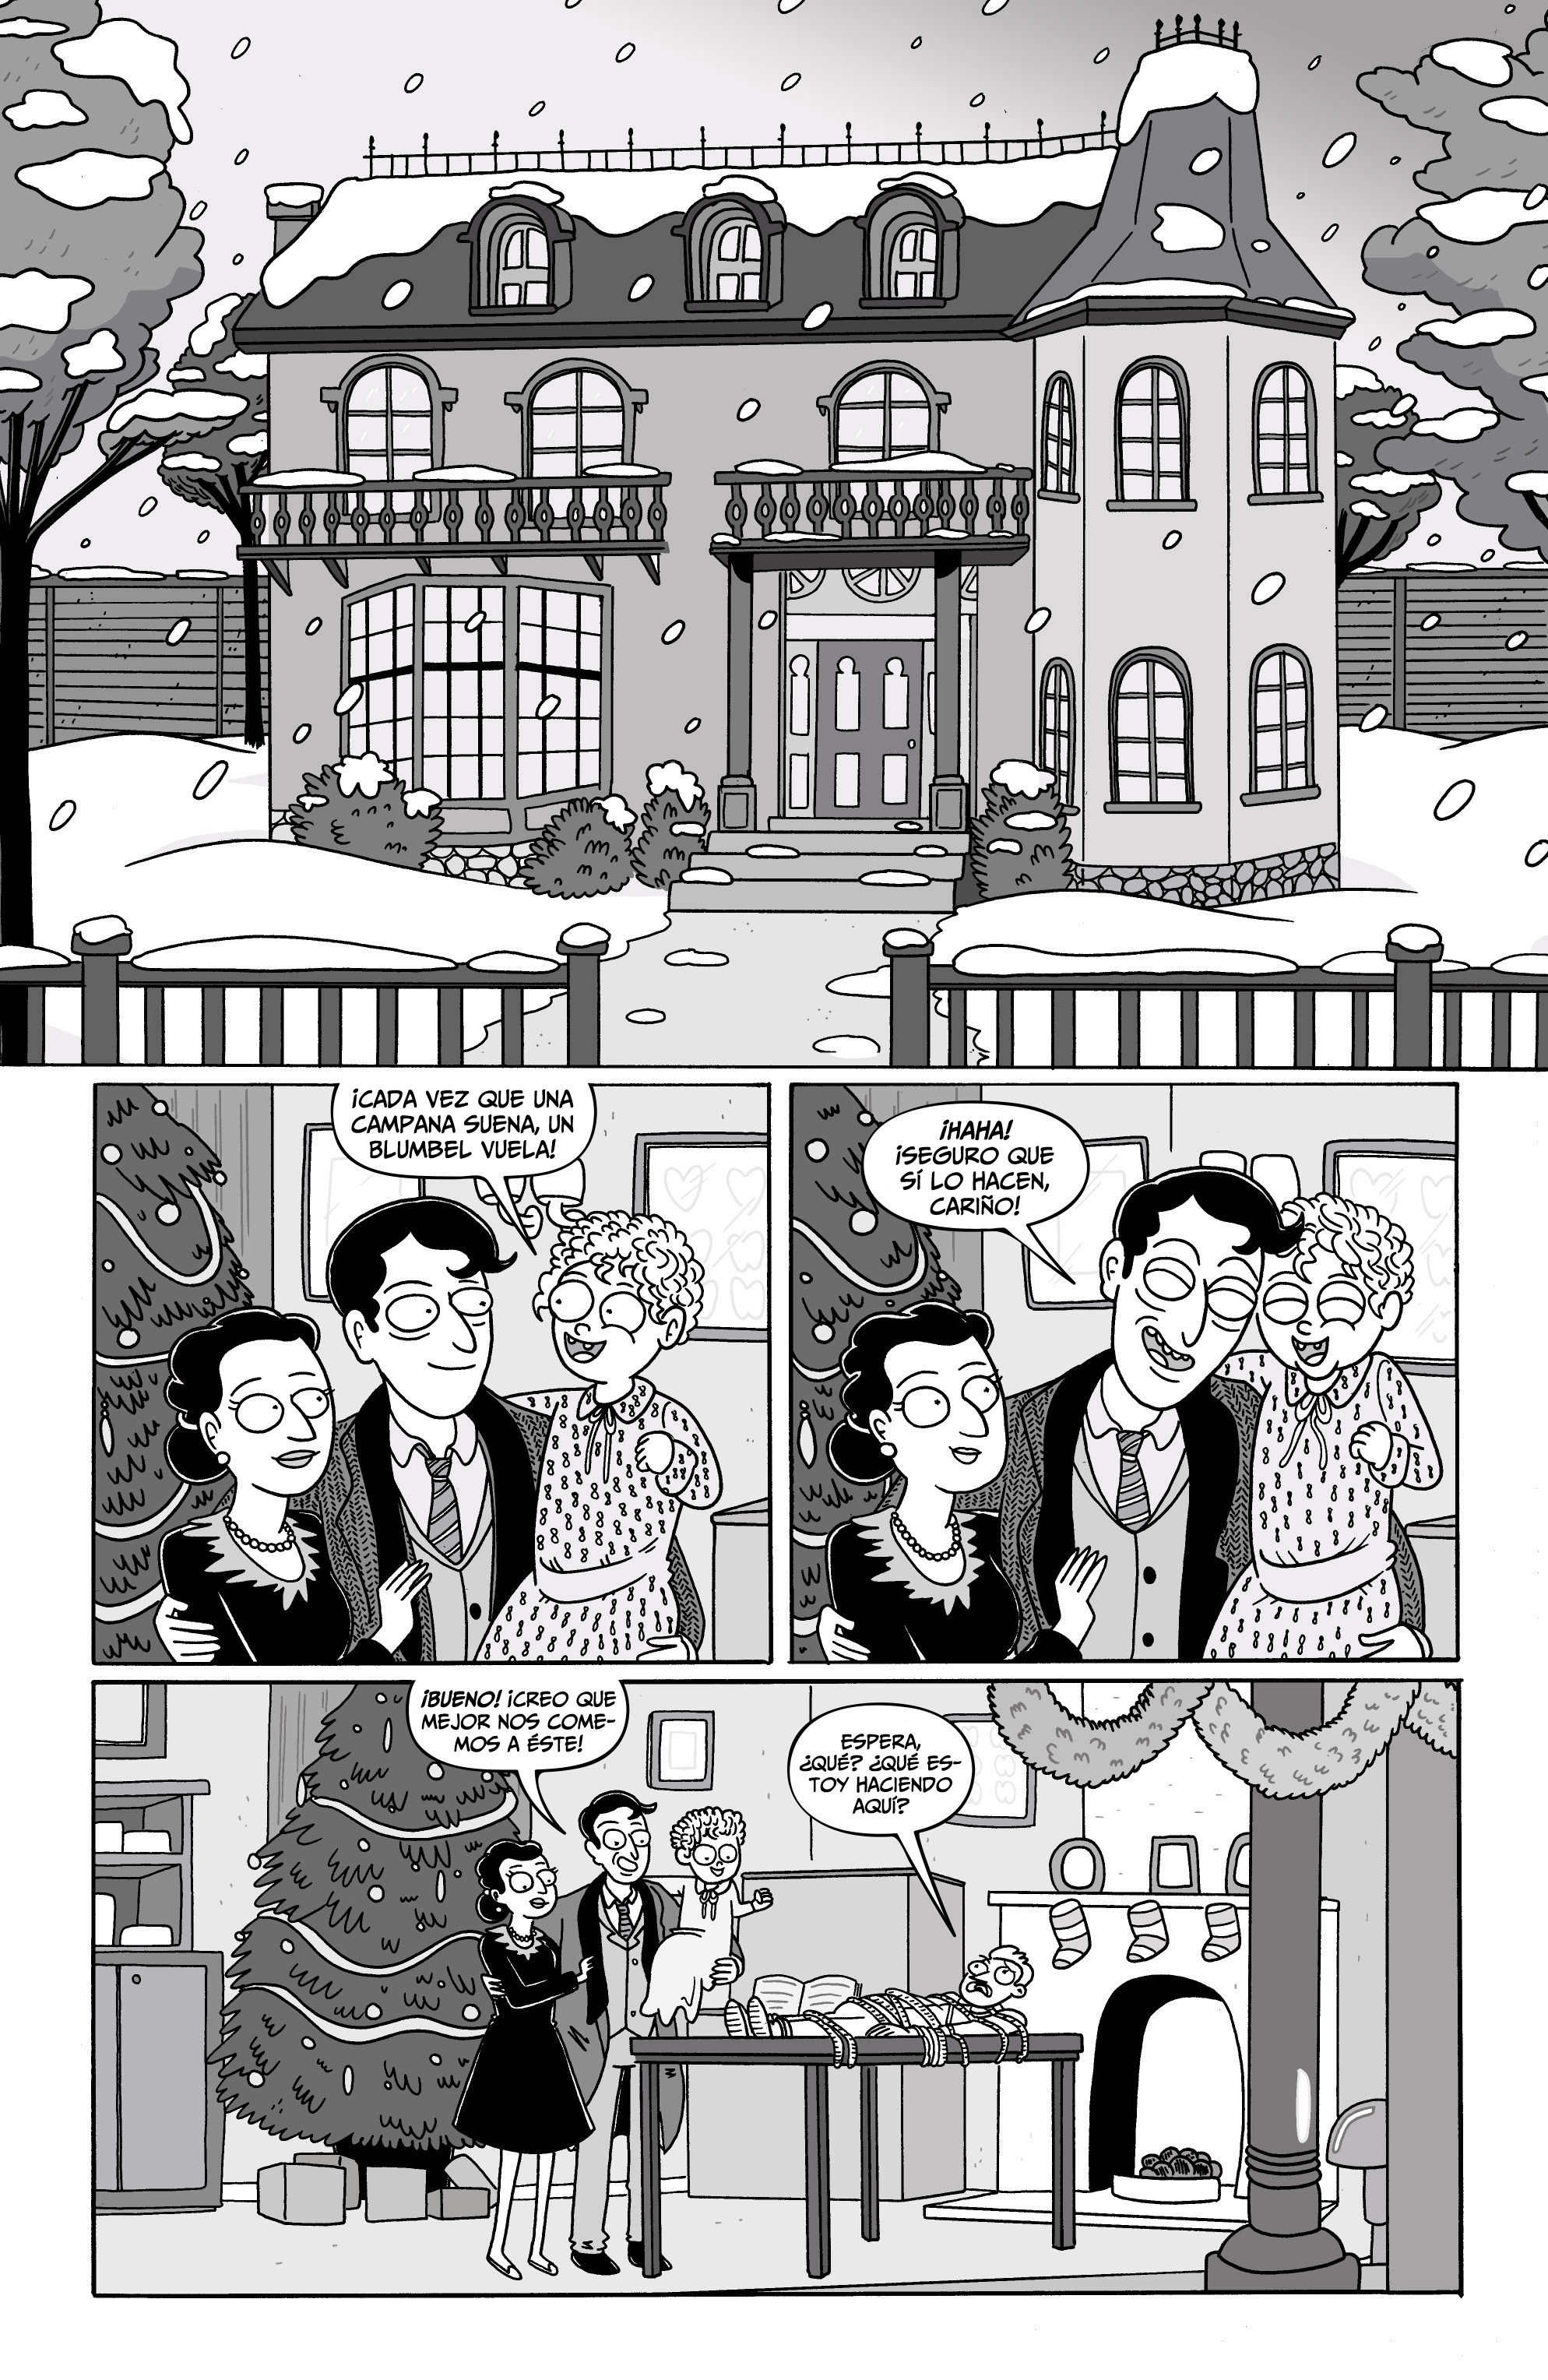 ¡CADA VEZ QUE UNA
CAMPANA SUENA, UN
BLUMBEL VUELA!
¡HAHA!
¡SEGURO QUE
SÍ LO HACEN,
CARIÑO!
¡BUENO! ¡CREO QUE
MEJOR NOS COME-
MOS A ÉSTE!
ESPERA,
¿QUÉ? ¿QUÉ ES-
TOY HACIENDO
AQUÍ?